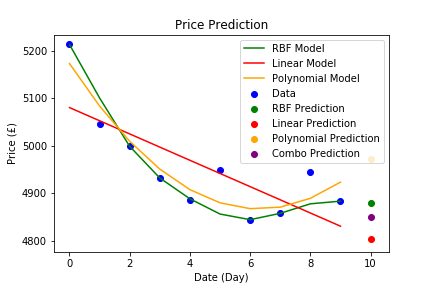 Price Prediction
5200
5100
5000
4900
4800
Price (£)
RBF Model
Linear Model
Polynomial Model
Data
RBF Prediction
Linear Prediction
Polynomial Prediction
Combo Prediction
0 2 4 6 8 10
Date (Day)